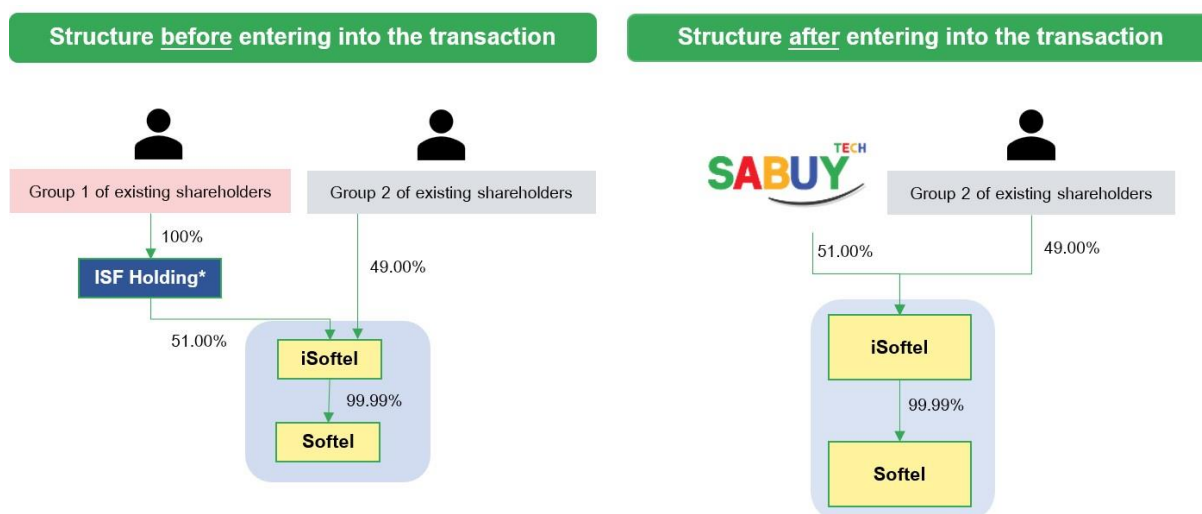 Structure before entering into the transaction
Group 1 of existing shareholders
Group 2 of existing shareholders
100%
ISF Holding*
49.00%
51.00%
iSoftel
99.99%
Softel
Structure after entering into the transaction
SABUY TECH
Group 2 of existing shareholders
51.00%
49.00%
iSoftel
99.99%
Softel